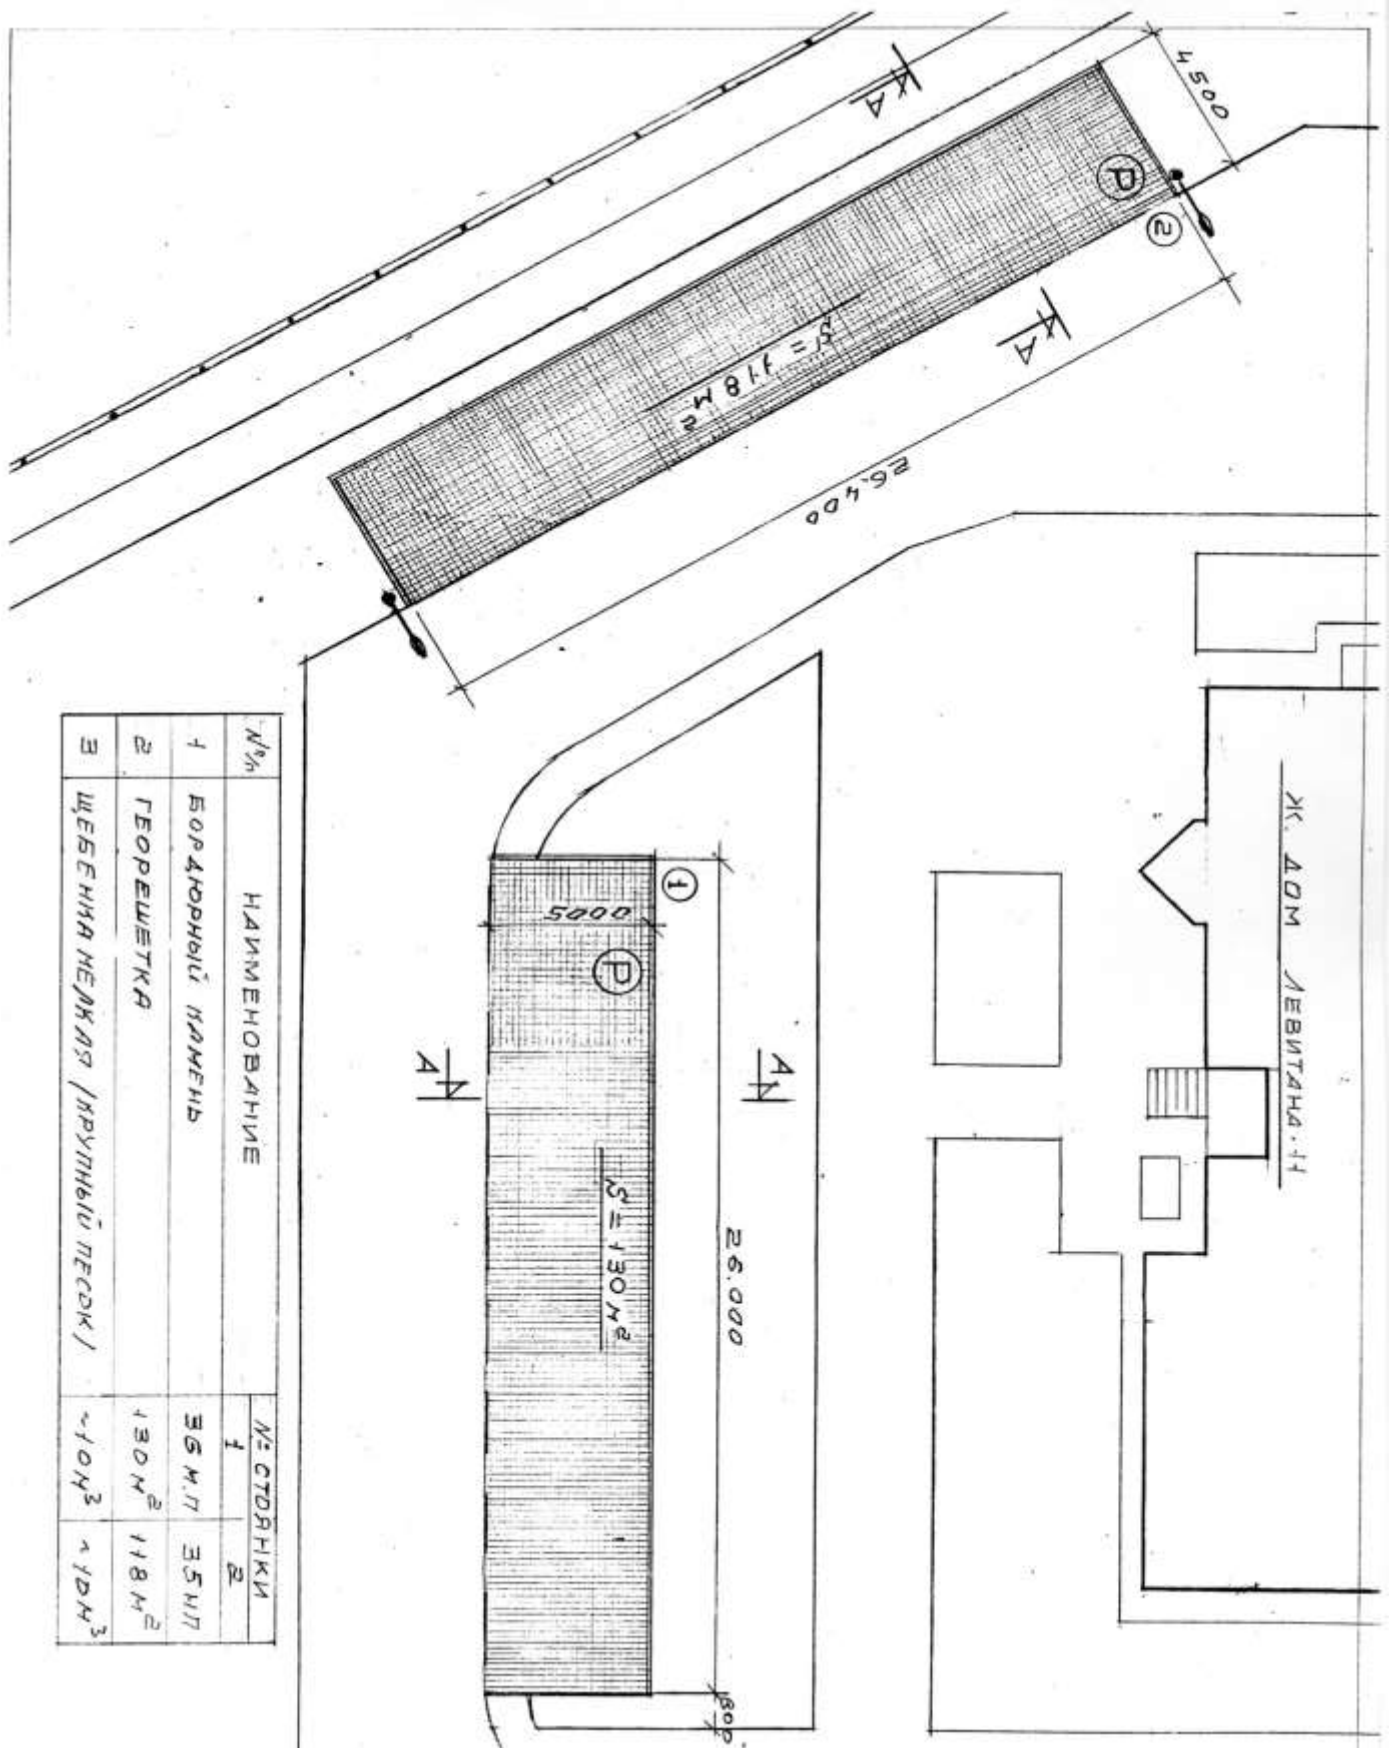 Ж. ДОМ ЛЕВИТАНА-11
4500
А
А
P
2
S = 118 м²
26.400
1
5000
P
А
А
S = 130 м²
26.000
800
№п/п НАИМЕНОВАНИЕ № СТОЯНКИ
1 2
1 БОРДЮРНЫЙ КАМЕНЬ 36 м.п 35 мп
2 ГЕОРЕШЕТКА 130 м² 118 м²
3 ЩЕБЕНКА МЕЛКАЯ /КРУПНЫЙ ПЕСОК/ ~10 м³ ~10 м³